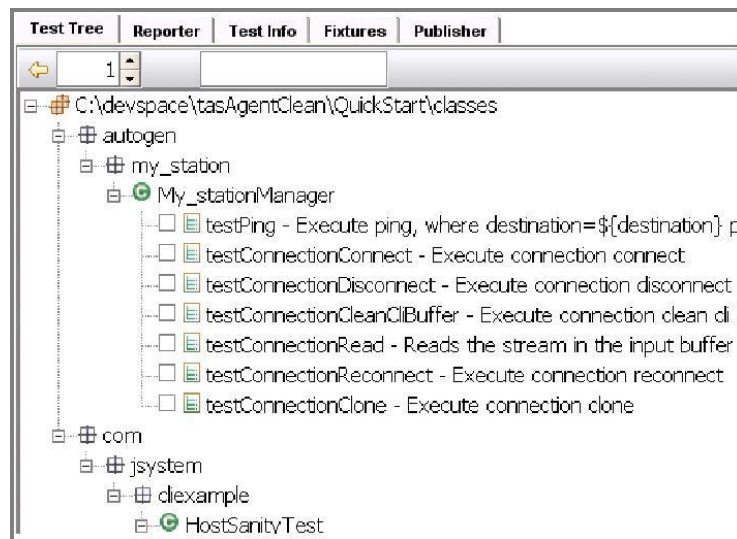 Test Tree Reporter Test Info Fixtures Publisher
1
C:\devspace\tasAgentClean\QuickStart\classes
autogen
my_station
My_stationManager
testPing - Execute ping, where destination=${destination} p
testConnectionConnect - Execute connection connect
testConnectionDisconnect - Execute connection disconnect
testConnectionCleanCliBuffer - Execute connection clean cli
testConnectionRead - Reads the stream in the input buffer
testConnectionReconnect - Execute connection reconnect
testConnectionClone - Execute connection clone
com
jsystem
cliexample
HostSanityTest